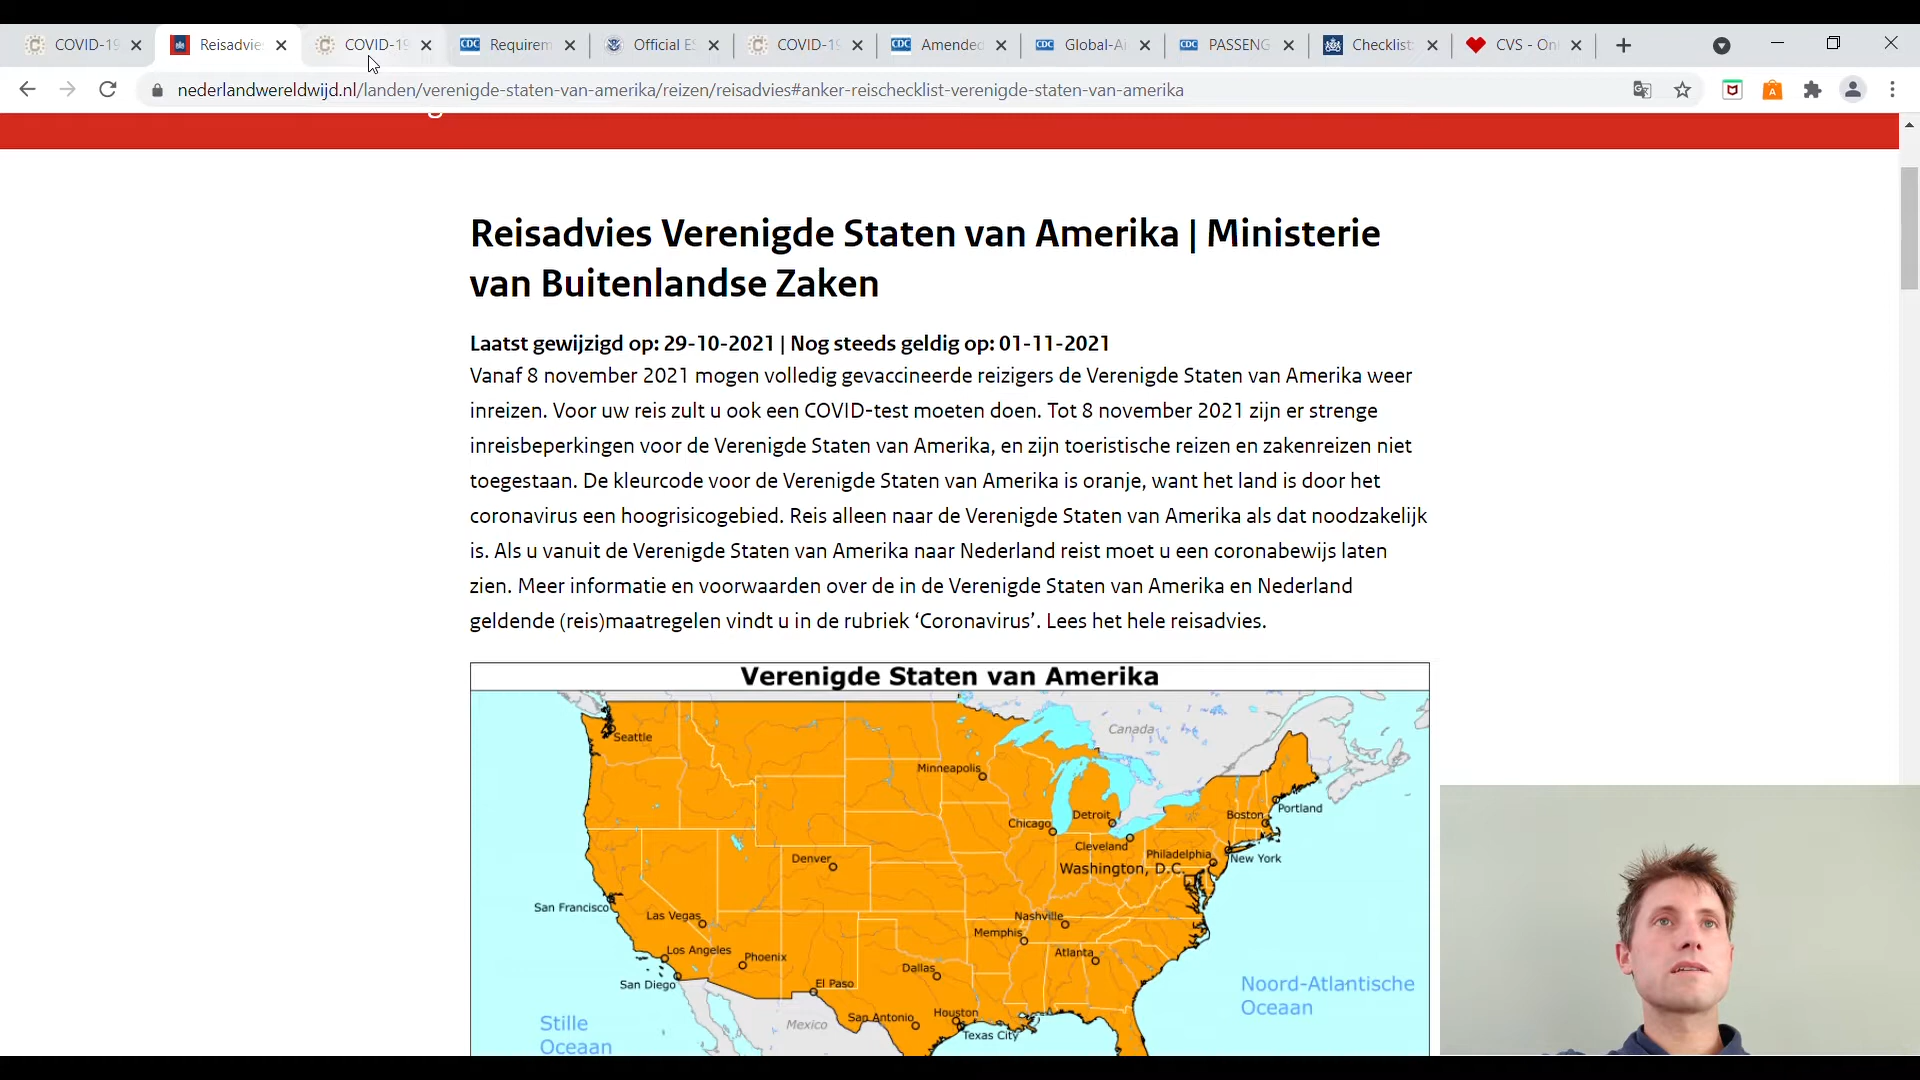 COVID-19
Reisadvie
COVID-19
CDC Requirem
Official ES
COVID-19
CDC Amended
CDC Global-Ai
CDC PASSENG
Checklist
CVS - Onl
nederlandwereldwijd.nl/landen/verenigde-staten-van-amerika/reizen/reisadvies#anker-reischecklist-verenigde-staten-van-amerika
Reisadvies Verenigde Staten van Amerika | Ministerie
van Buitenlandse Zaken
Laatst gewijzigd op: 29-10-2021 | Nog steeds geldig op: 01-11-2021
Vanaf 8 november 2021 mogen volledig gevaccineerde reizigers de Verenigde Staten van Amerika weer
inreizen. Voor uw reis zult u ook een COVID-test moeten doen. Tot 8 november 2021 zijn er strenge
inreisbeperkingen voor de Verenigde Staten van Amerika, en zijn toeristische reizen en zakenreizen niet
toegestaan. De kleurcode voor de Verenigde Staten van Amerika is oranje, want het land is door het
coronavirus een hoogrisicogebied. Reis alleen naar de Verenigde Staten van Amerika als dat noodzakelijk
is. Als u vanuit de Verenigde Staten van Amerika naar Nederland reist moet u een coronabewijs laten
zien. Meer informatie en voorwaarden over de in de Verenigde Staten van Amerika en Nederland
geldende (reis)maatregelen vindt u in de rubriek ‘Coronavirus’. Lees het hele reisadvies.
Verenigde Staten van Amerika
Canada
Seattle
Minneapolis
Portland
Boston
Detroit
Chicago
Cleveland
Philadelphia
New York
Denver
Washington, D.C.
San Francisco
Las Vegas
Nashville
Memphis
Los Angeles
Phoenix
Atlanta
Dallas
San Diego
El Paso
Noord-Atlantische
Oceaan
San Antonio
Houston
Mexico
Texas City
Stille
Oceaan